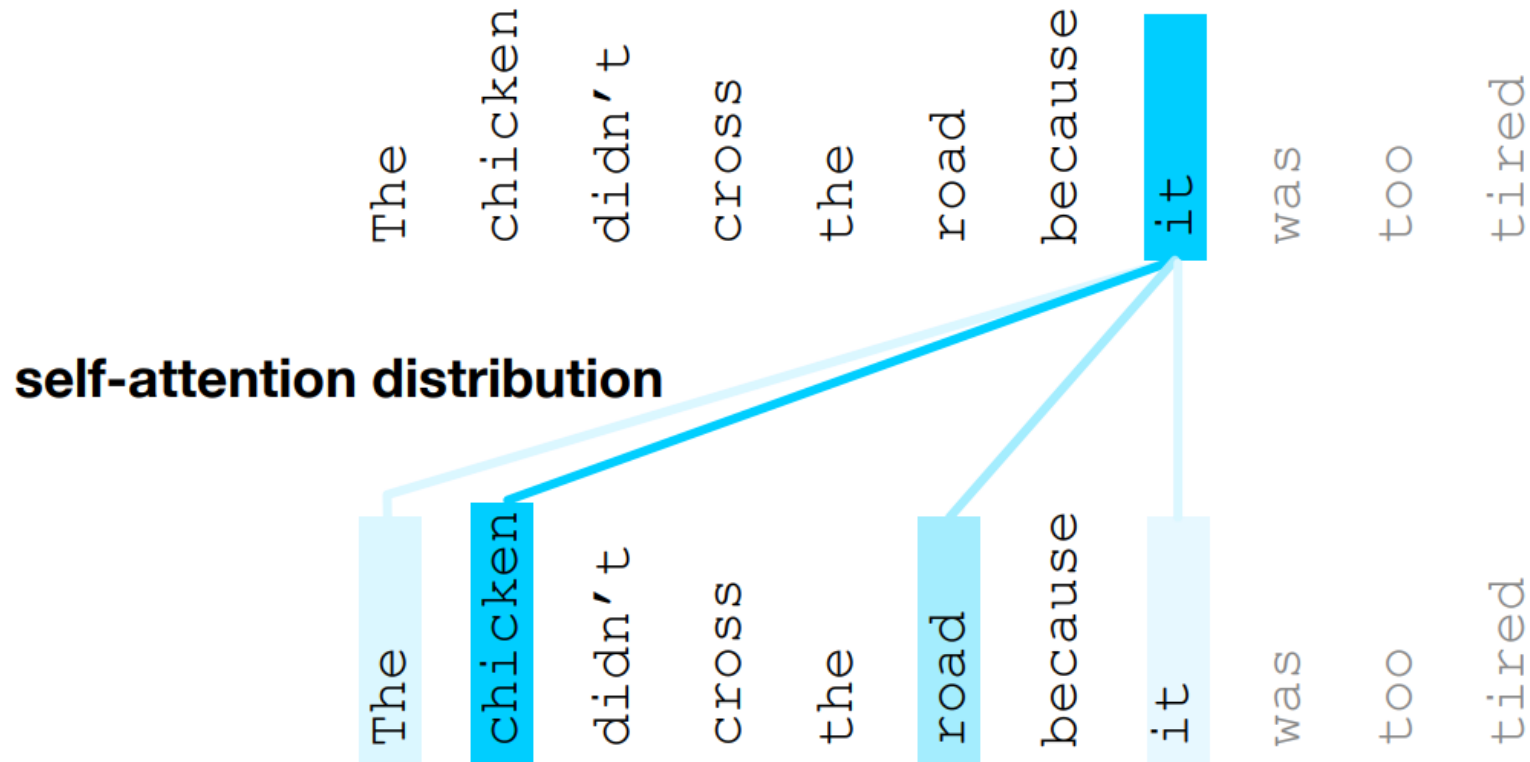 The chicken didn't cross the road because it was too tired
self-attention distribution
The chicken didn't cross the road because it was too tired